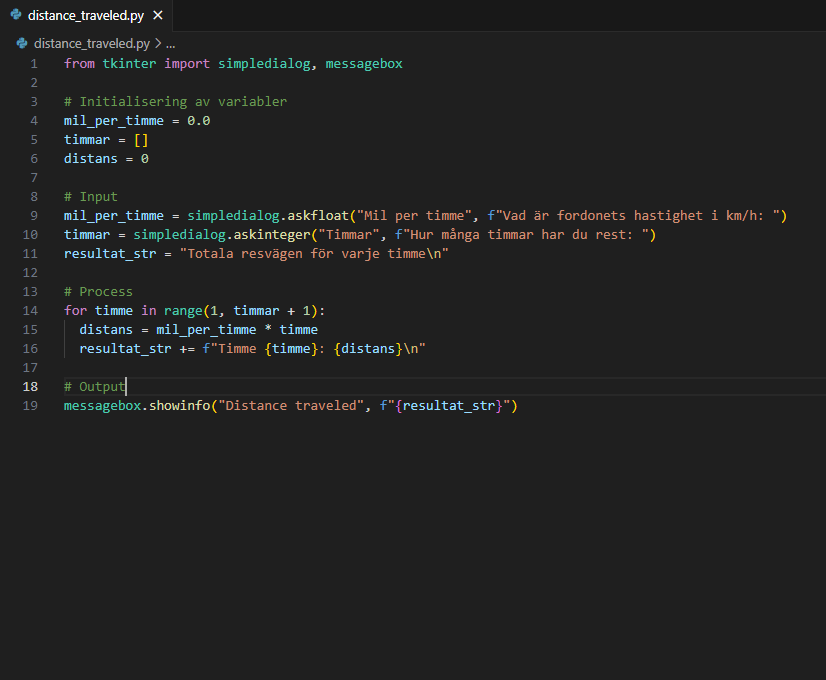 distance_traveled.py
distance_traveled.py > ...
1 from tkinter import simpledialog, messagebox
2
3 # Initialisering av variabler
4 mil_per_timme = 0.0
5 timmar = []
6 distans = 0
7
8 # Input
9 mil_per_timme = simpledialog.askfloat("Mil per timme", f"Vad är fordonets hastighet i km/h: ")
10 timmar = simpledialog.askinteger("Timmar", f"Hur många timmar har du rest: ")
11 resultat_str = "Totala resvägen för varje timme\n"
12
13 # Process
14 for timme in range(1, timmar + 1):
15   distans = mil_per_timme * timme
16   resultat_str += f"Timme {timme}: {distans}\n"
17
18 # Output
19 messagebox.showinfo("Distance traveled", f"{resultat_str}")